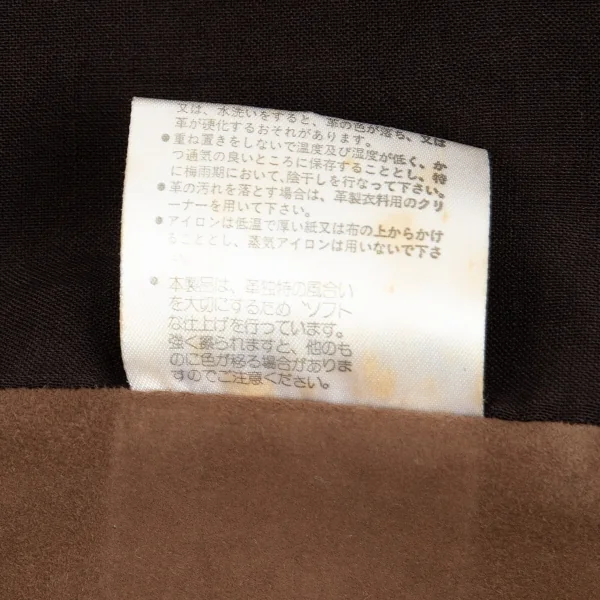 又は、水洗いをすると、革の色が落ち、又は
革が硬化するおそれがあります。
●重ね置きをしないで温度及び湿度が低く、か
つ通気の良いところに保存することとし、特
に梅雨期において、陰干しを行なって下さい。
●革の汚れを落とす場合は、革製衣料用のクリ
ーナーを用いて下さい。
●アイロンは低温で厚い紙又は布の上からかけ
ることとし、蒸気アイロンは用いないで下さ
い。
● 本製品は、革独特の風合い
を大切にするため ソフト
な仕上げを行っています。
強く擦られますと、他のも
のに色が移る場合がありま
すのでご注意ください。